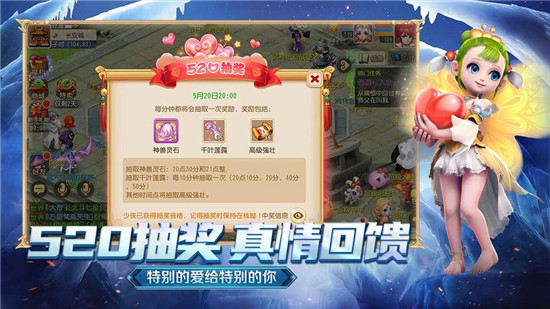 长安城
520抽奖
5月20日20:00
每分钟都将会抽取一次奖励,奖励包括:
神兽灵石
千叶莲露
高级强壮
抽取神兽灵石:20点30分和21点整
抽取千叶莲露:每10分钟抽取一次(20点10分、20分、40分、50分)
其他时间点将抽取高级强壮
少侠已获得抽奖资格,记得抽奖时保持在线噢!中奖信息
520抽奖 真情回馈
特别的爱给特别的你